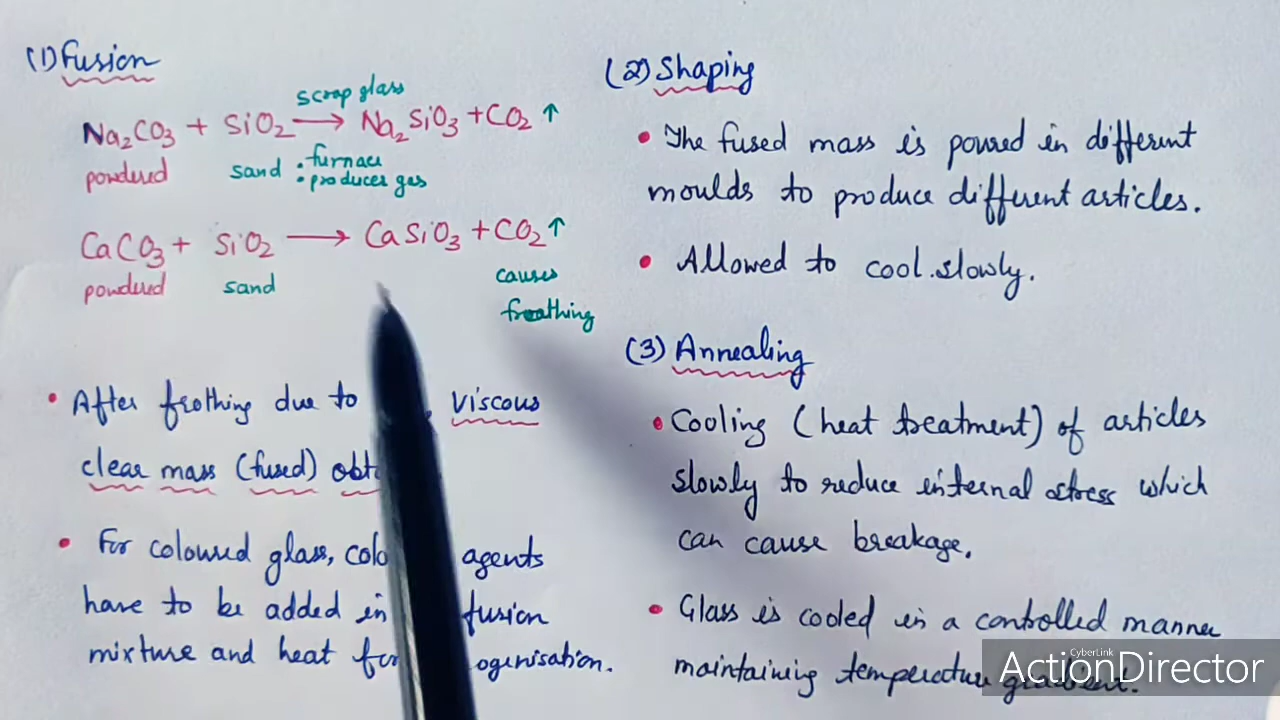 (1) Fusion
scrap glass
Na2CO3 + SiO2 → Na2SiO3 + CO2 ↑
powdered sand • furnace
• producer gas
CaCO3 + SiO2 → CaSiO3 + CO2 ↑
powdered sand causes
frothing
• After frothing due to , viscous
clear mass (fused)
• For coloured glass, agents
have to be added in fusion
mixture and heat
(2) Shaping
• The fused mass is poured in different
moulds to produce different articles.
• Allowed to cool slowly.
(3) Annealing
• Cooling (heat treatment) of articles
slowly to reduce internal stress which
can cause breakage.
• Glass is cooled in a controlled manner
maintaining temperature gradient.
CyberLink
ActionDirector